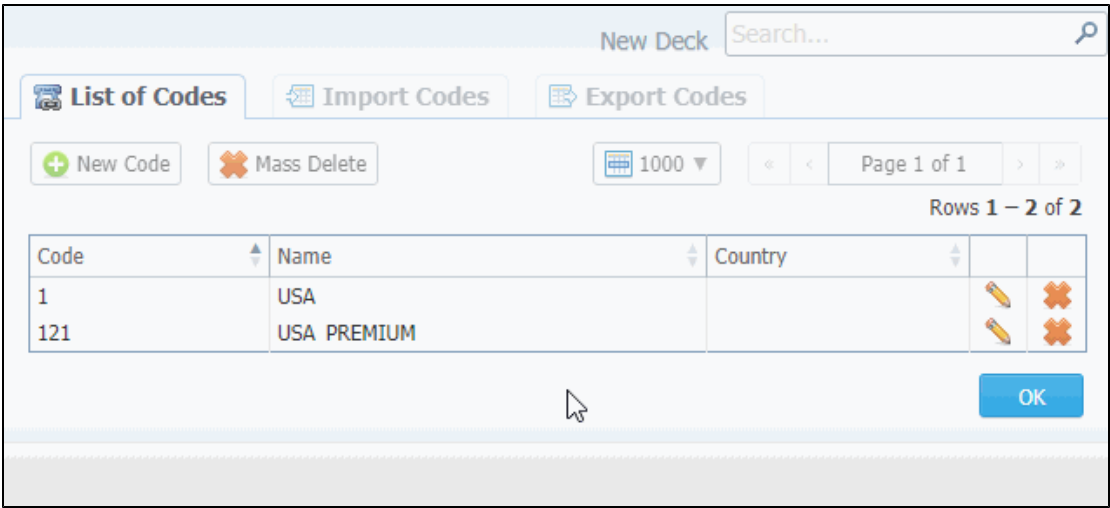 New Deck Search...
List of Codes Import Codes Export Codes
New Code Mass Delete 1000 ▼ « < Page 1 of 1 > »
Rows 1 – 2 of 2
Code Name Country
1 USA
121 USA PREMIUM
OK